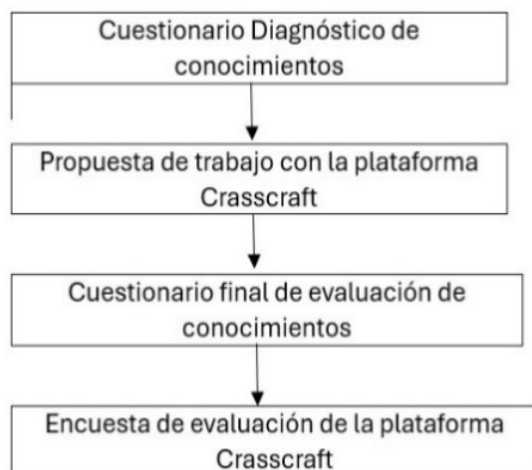 Cuestionario Diagnóstico de
conocimientos
Propuesta de trabajo con la plataforma
Crasscraft
Cuestionario final de evaluación de
conocimientos
Encuesta de evaluación de la plataforma
Crasscraft